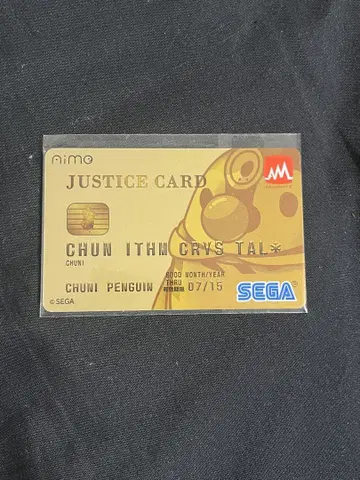 Aime
JUSTICE CARD
CHUN ITHM CRYS TAL*
CHUNI
GOOD MONTH/YEAR
THRU
CHUNI PENGUIN 07/15
SEGA
© SEGA